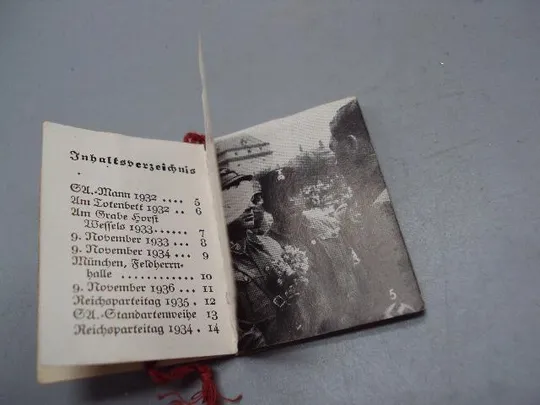 Inhaltsverzeichnis
SA.-Mann 1932 .... 5
Am Totenbett 1932 .. 6
Am Grabe Horst
Wessels 1933...... 7
9. November 1933 ... 8
9. November 1934 ... 9
München, Feldherrn-
halle ............ 10
9. November 1936 ... 11
Reichsparteitag 1935 . 12
SA.-Standartenweihe 13
Reichsparteitag 1934 . 14
5